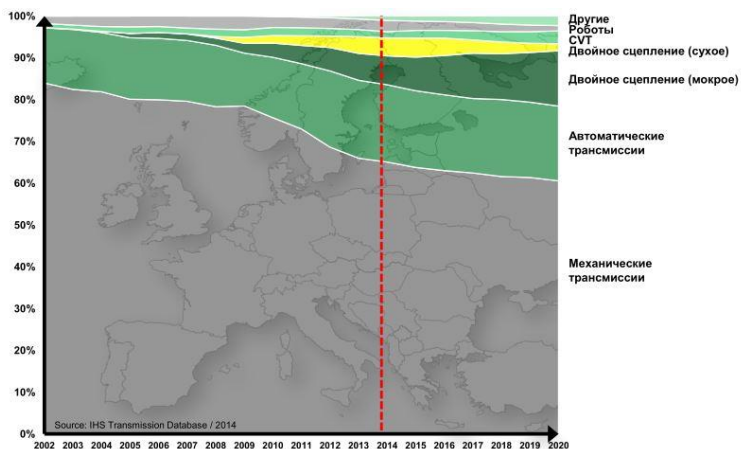 100%
90%
80%
70%
60%
50%
40%
30%
20%
10%
0%
Другие
Роботы
CVT
Двойное сцепление (сухое)
Двойное сцепление (мокрое)
Автоматические
трансмиссии
Механические
трансмиссии
Source: IHS Transmission Database / 2014
2002 2003 2004 2005 2006 2007 2008 2009 2010 2011 2012 2013 2014 2015 2016 2017 2018 2019 2020